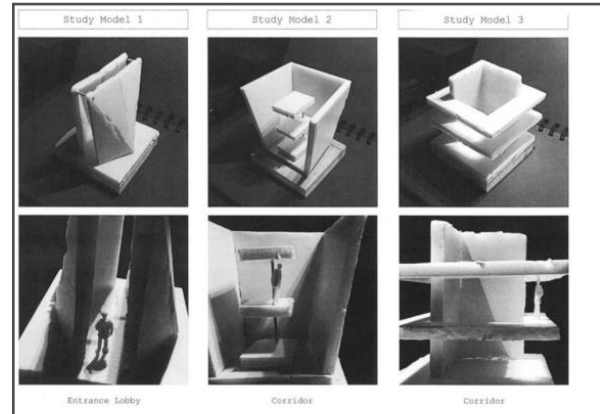 Study Model 1
Study Model 2
Study Model 3
Entrance Lobby
Corridor
Corridor